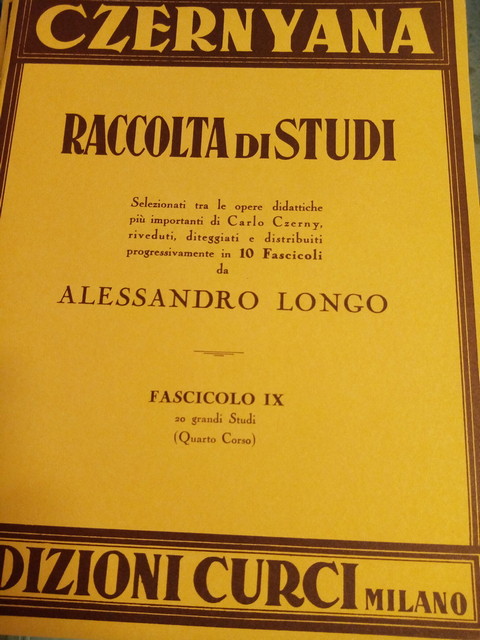 CZERNYANA
RACCOLTA DI STUDI
Selezionati tra le opere didattiche
più importanti di Carlo Czerny,
riveduti, diteggiati e distribuiti
progressivamente in 10 Fascicoli
da
ALESSANDRO LONGO
FASCICOLO IX
20 grandi Studi
(Quarto Corso)
DIZIONI CURCI MILANO